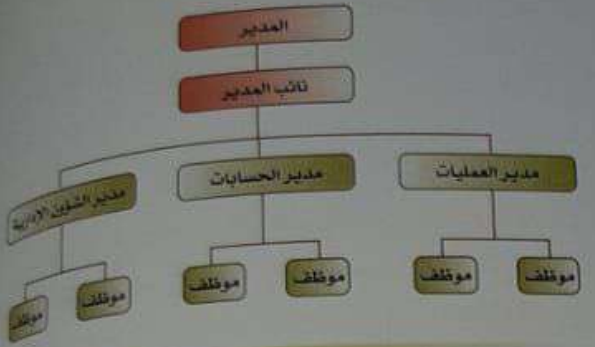 المدير
نائب المدير
مدير العمليات
مدير الحسابات
مدير الشؤون الإدارية
موظف
موظف
موظف
موظف
موظف
موظف